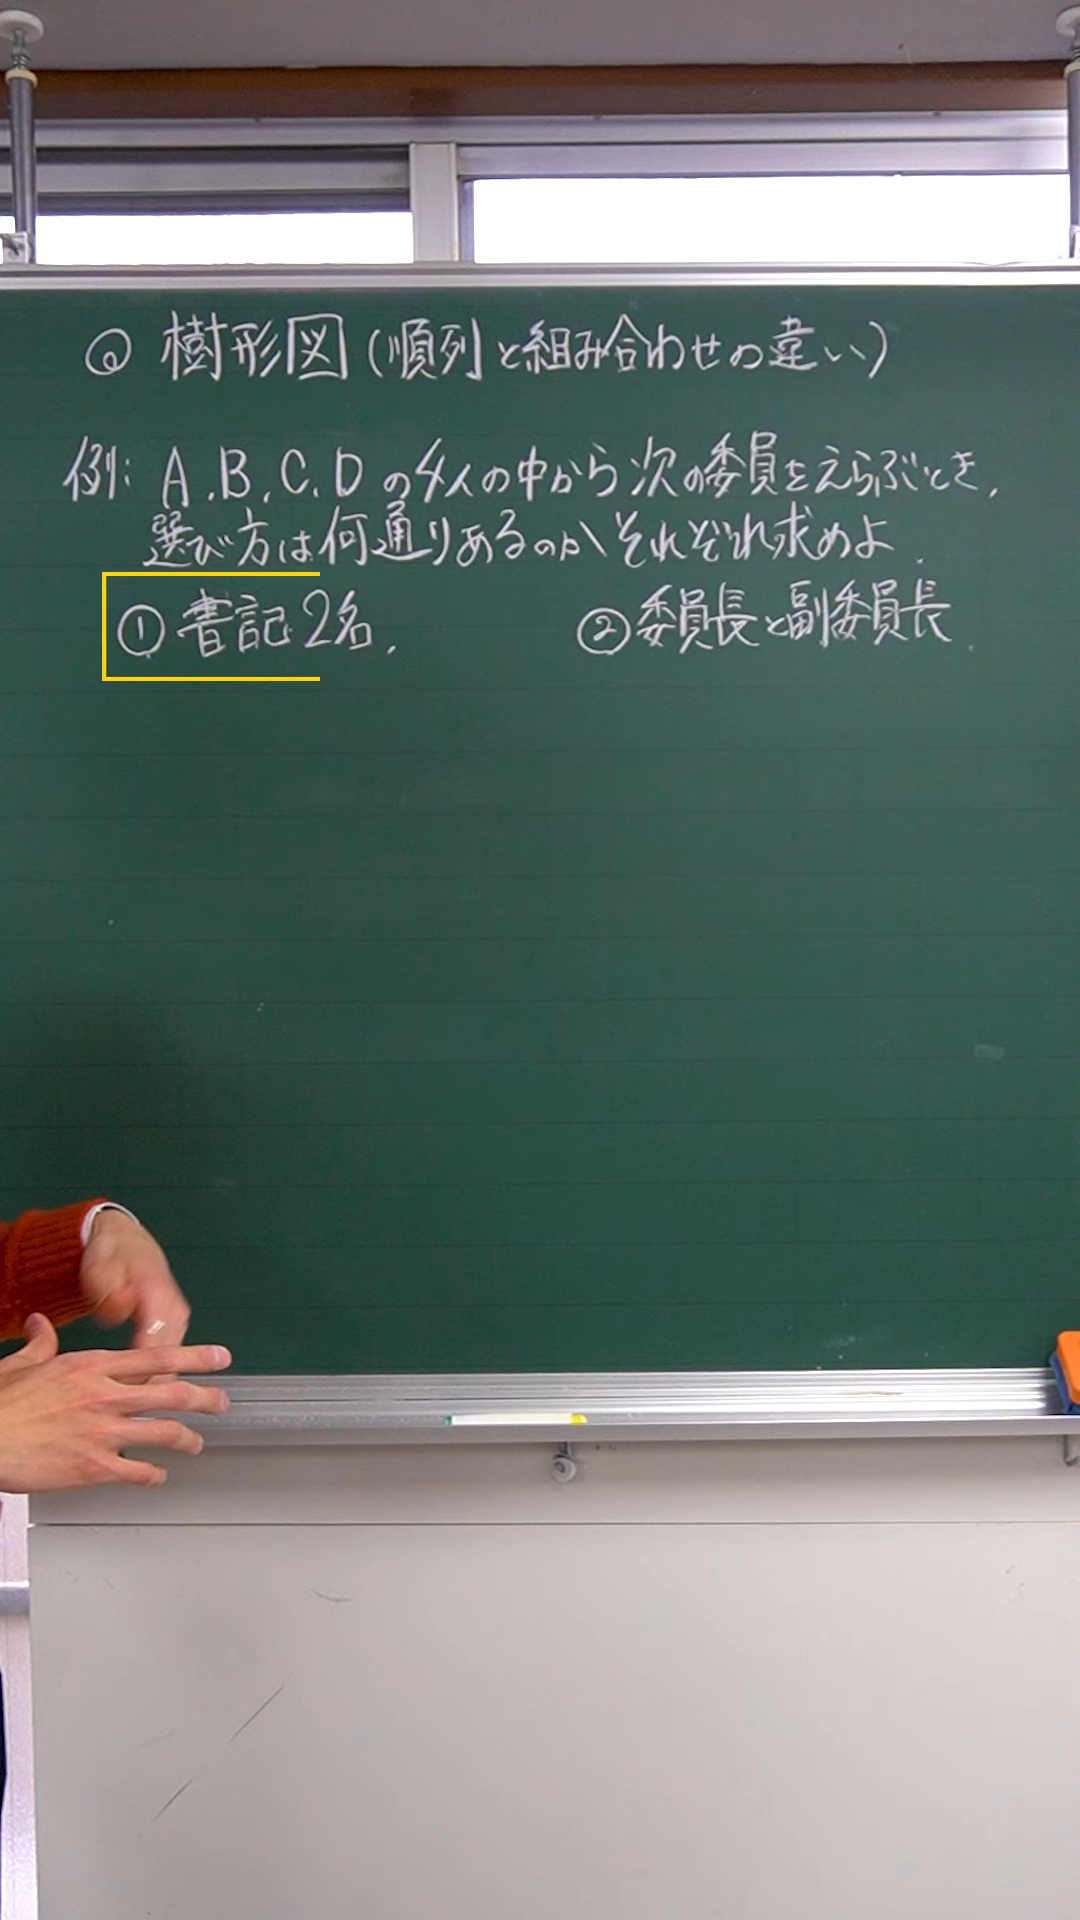 ◎ 樹形図(順列と組み合わせの違い)
例: A.B.C.Dの4人の中から次の委員をえらぶとき,
選び方は何通りあるのかそれぞれ求めよ.
①書記2名. ②委員長と副委員長.